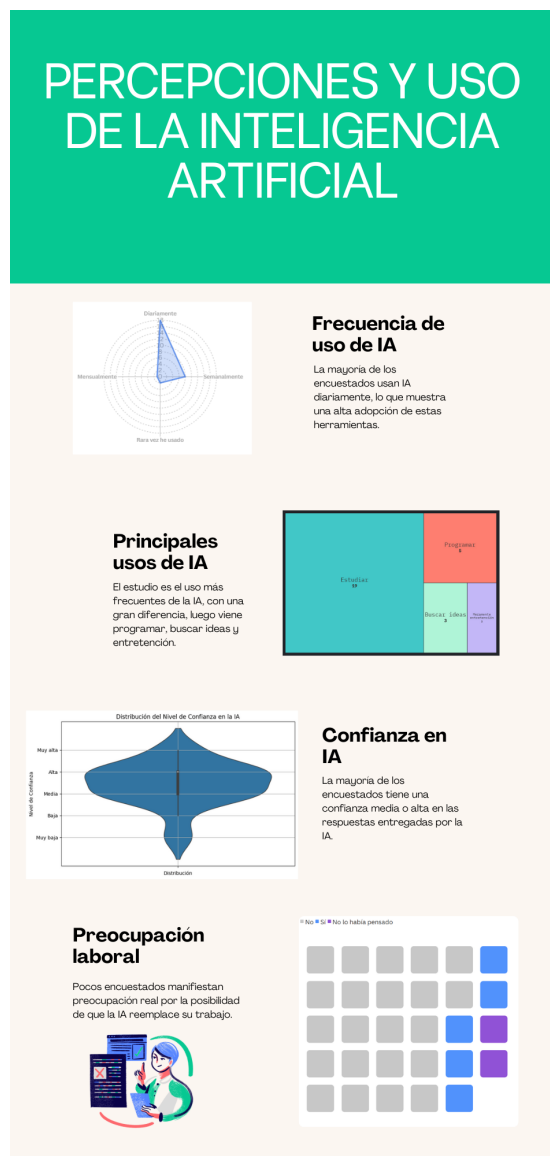 PERCEPCIONES Y USO
DE LA INTELIGENCIA
ARTIFICIAL
Diariamente
Mensualmente
Semanalmente
Rara vez he usado
Frecuencia de
uso de IA
La mayoría de los
encuestados usan IA
diariamente, lo que muestra
una alta adopción de estas
herramientas.
Principales
usos de IA
El estudio es el uso más
frecuentes de la IA, con una
gran diferencia, luego viene
programar, buscar ideas y
entretención.
Estudiar
Programar
Buscar ideas
Distribución del Nivel de Confianza en la IA
Nivel de Confianza
Muy alta
Alta
Media
Baja
Muy baja
Distribución
Confianza en
IA
La mayoría de los
encuestados tiene una
confianza media o alta en las
respuestas entregadas por la
IA.
Preocupación
laboral
Pocos encuestados manifiestan
preocupación real por la posibilidad
de que la IA reemplace su trabajo.
No Sí No lo había pensado